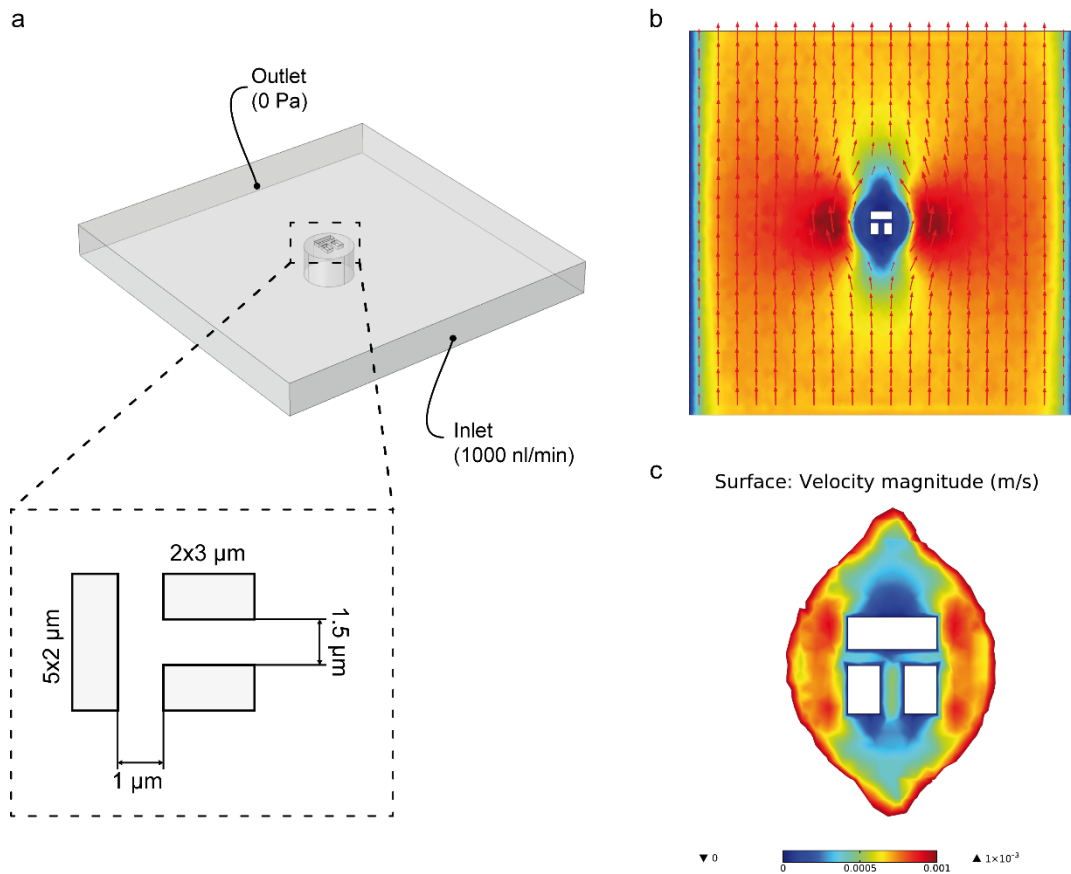 a
Outlet
(0 Pa)
Inlet
(1000 nl/min)
2x3 µm
5x2 µm
1.5 µm
1 µm
b
c
Surface: Velocity magnitude (m/s)
▼ 0
0
0.0005
0.001
▲ 1×10⁻³